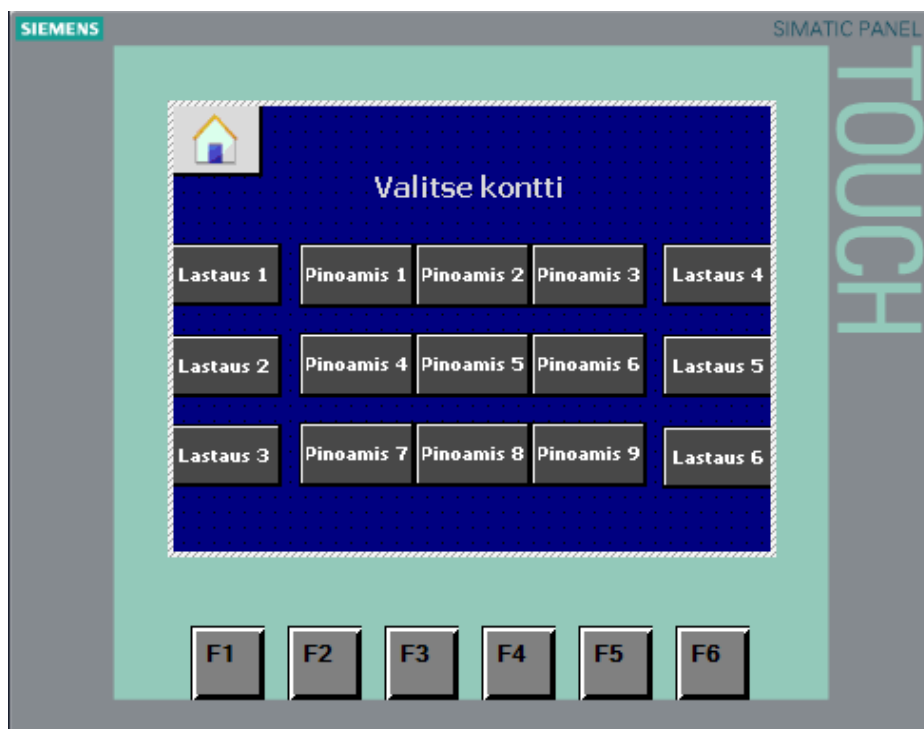 SIEMENS
SIMATIC PANEL
TOUCH
Valitse kontti
Lastaus 1 Pinoamis 1 Pinoamis 2 Pinoamis 3 Lastaus 4
Lastaus 2 Pinoamis 4 Pinoamis 5 Pinoamis 6 Lastaus 5
Lastaus 3 Pinoamis 7 Pinoamis 8 Pinoamis 9 Lastaus 6
F1 F2 F3 F4 F5 F6